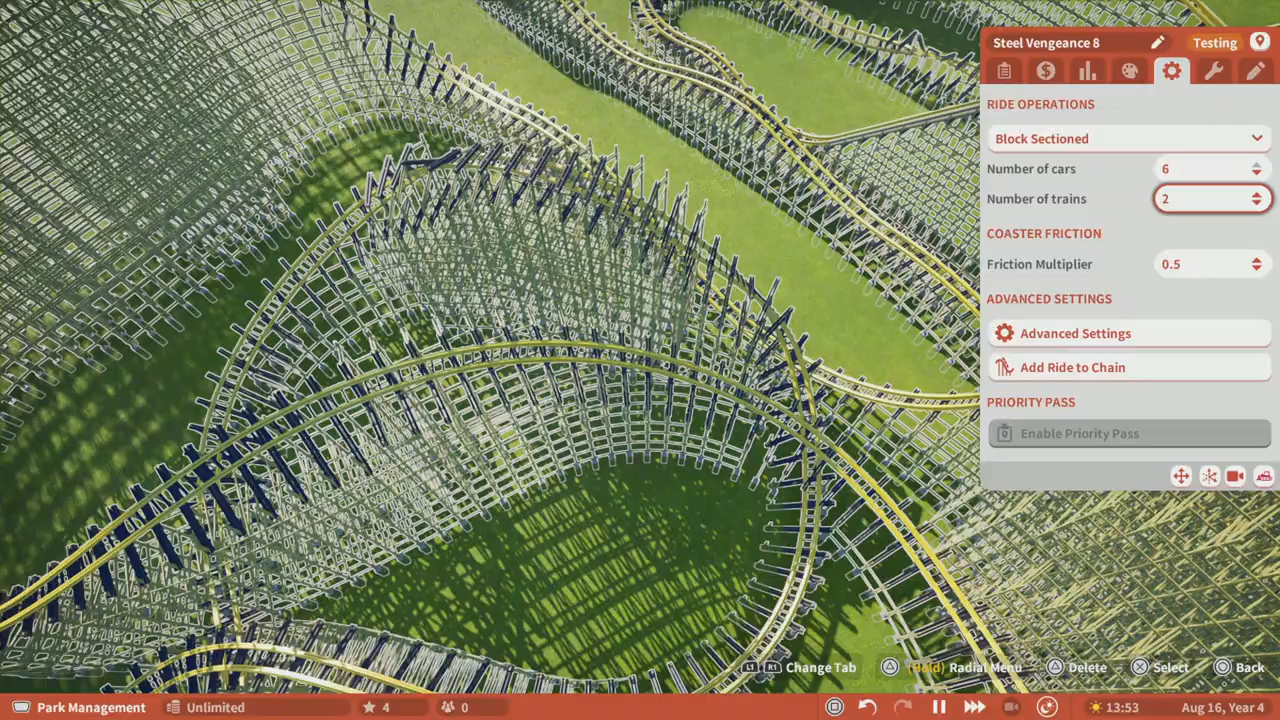 Steel Vengeance 8
Testing
RIDE OPERATIONS
Block Sectioned
Number of cars 6
Number of trains 2
COASTER FRICTION
Friction Multiplier 0.5
ADVANCED SETTINGS
Advanced Settings
Add Ride to Chain
PRIORITY PASS
Enable Priority Pass
L1 R1 Change Tab (Hold) Radial Menu Delete Select Back
Park Management Unlimited 4 0 13:53 Aug 16, Year 4